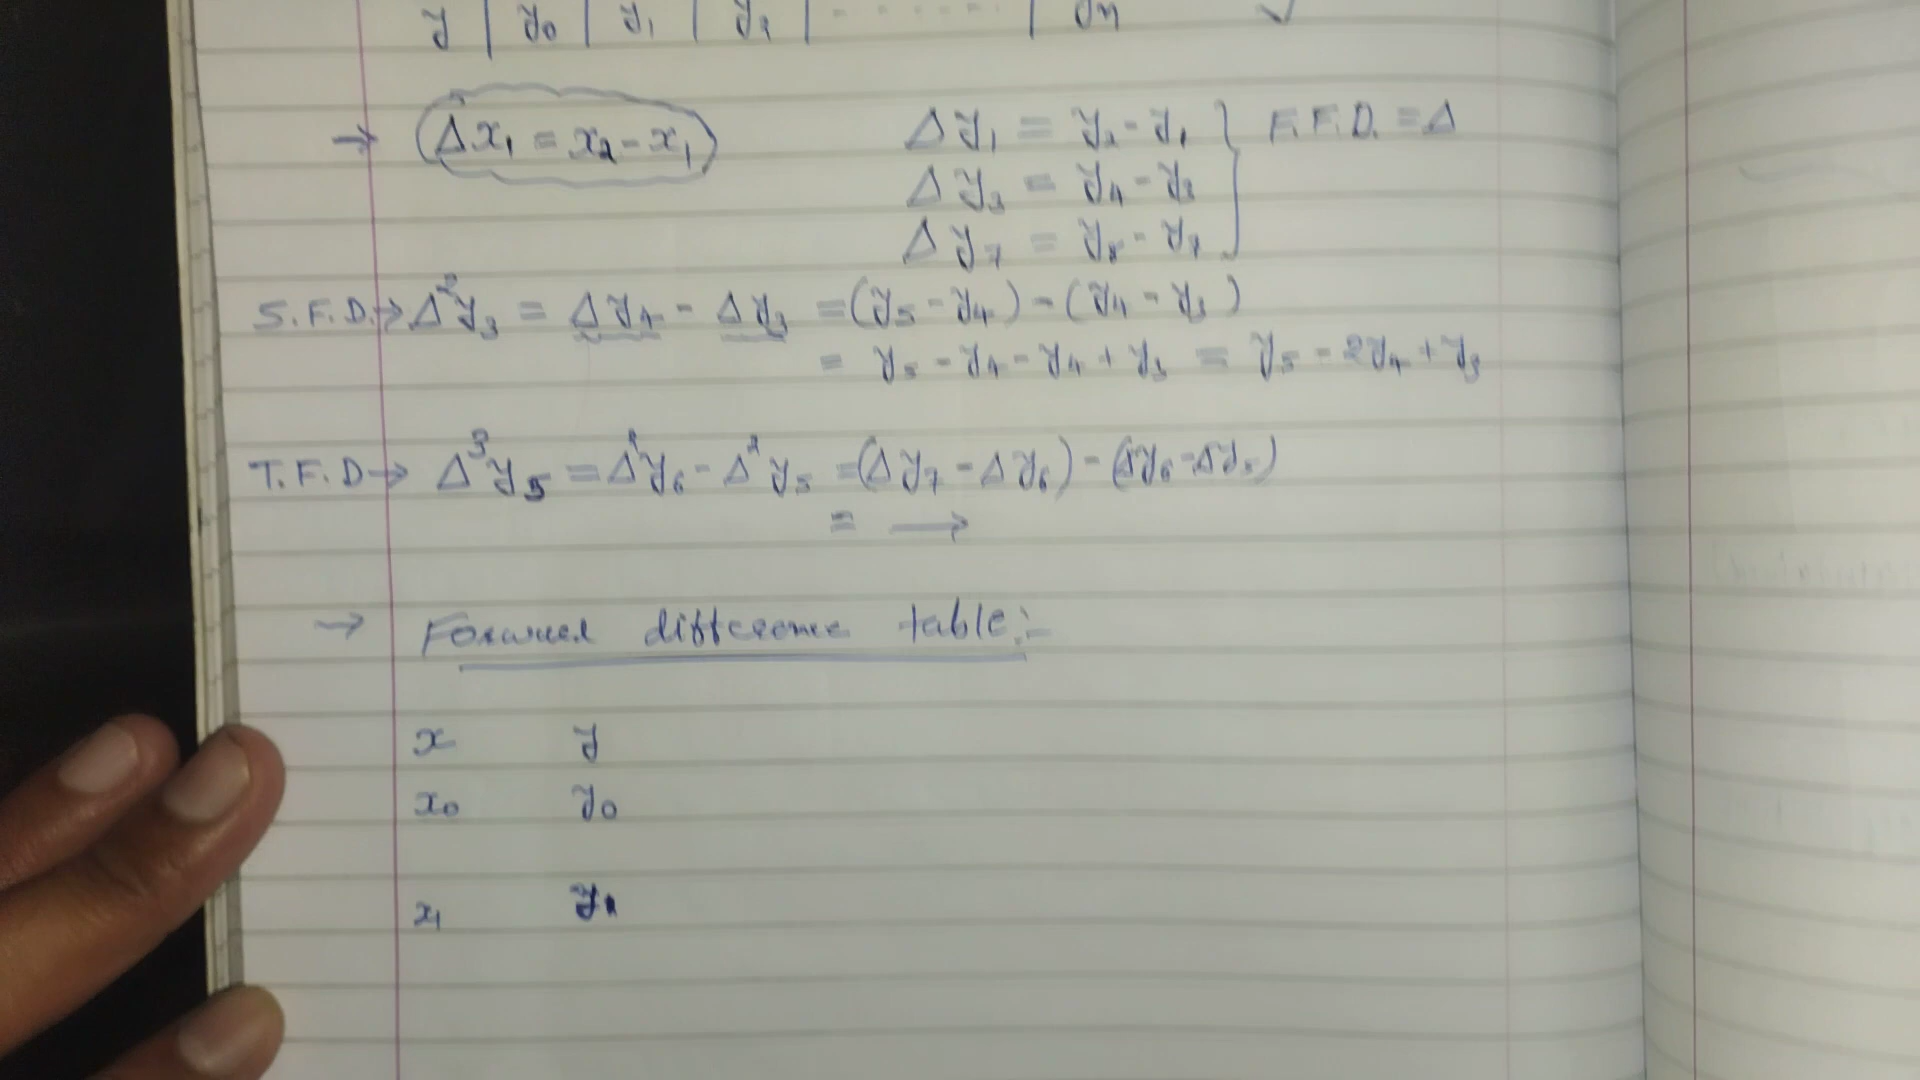 y | y₀ | y₁ | y₂ | - - - - - - | yn ✓
→ Δx₁ = x₂ - x₁
Δy₁ = y₂ - y₁ } F.F.D. = Δ
Δy₃ = y₄ - y₃
Δy₇ = y₈ - y₇
S.F.D. → Δ²y₃ = Δy₄ - Δy₃ = (y₅ - y₄) - (y₄ - y₃)
= y₅ - y₄ - y₄ + y₃ = y₅ - 2y₄ + y₃
T.F.D → Δ³y₅ = Δ²y₆ - Δ²y₅ = (Δy₇ - Δy₆) - (Δy₆ - Δy₅)
= →
→ Forward difference table:-
x y
x₀ y₀
x₁ y₁